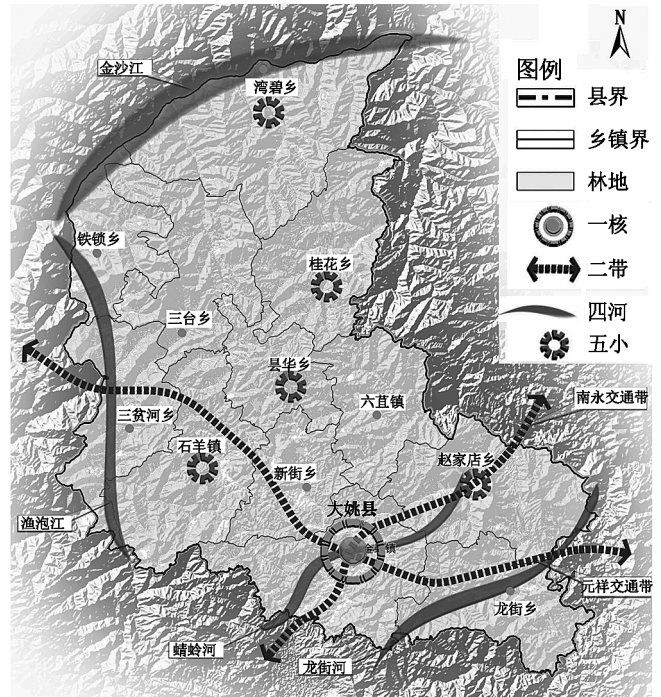 N
图例
县界
乡镇界
林地
一核
二带
四河
五小
金沙江
湾碧乡
铁锁乡
桂花乡
三台乡
昙华乡
六苴镇
南永交通带
三贫河乡
石羊镇
赵家店乡
新街乡
大姚县
渔泡江
元祥交通带
龙街乡
蜻蛉河
龙街河